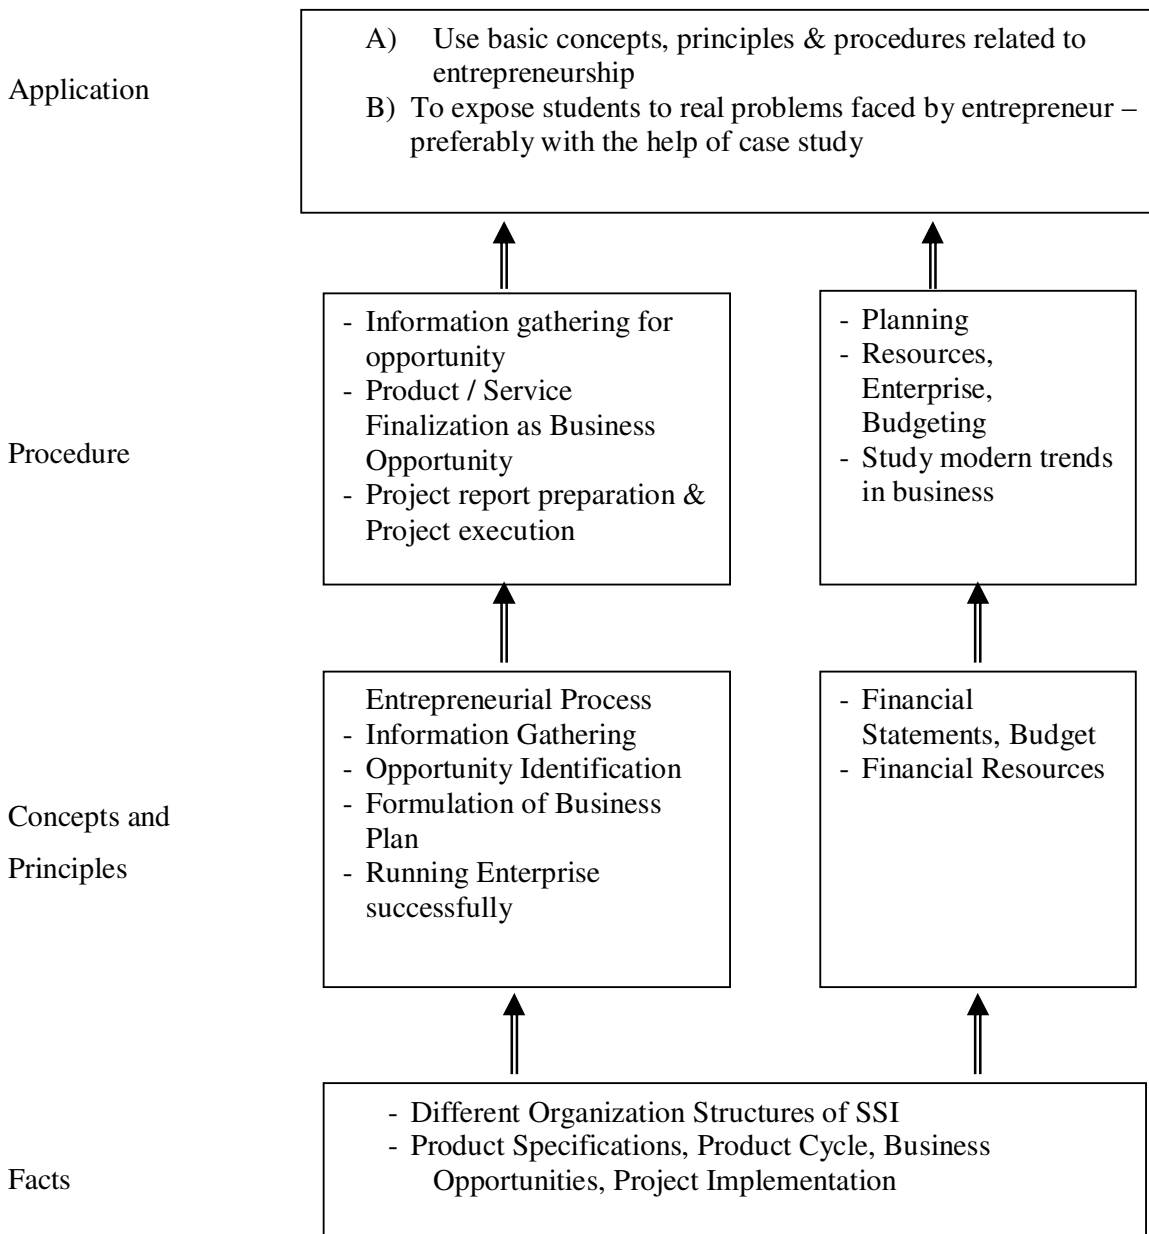 Application
A) Use basic concepts, principles & procedures related to
entrepreneurship
B) To expose students to real problems faced by entrepreneur –
preferably with the help of case study
Procedure
- Information gathering for
opportunity
- Product / Service
Finalization as Business
Opportunity
- Project report preparation &
Project execution
- Planning
- Resources,
Enterprise,
Budgeting
- Study modern trends
in business
Concepts and
Principles
Entrepreneurial Process
- Information Gathering
- Opportunity Identification
- Formulation of Business
Plan
- Running Enterprise
successfully
- Financial
Statements, Budget
- Financial Resources
Facts
- Different Organization Structures of SSI
- Product Specifications, Product Cycle, Business
Opportunities, Project Implementation